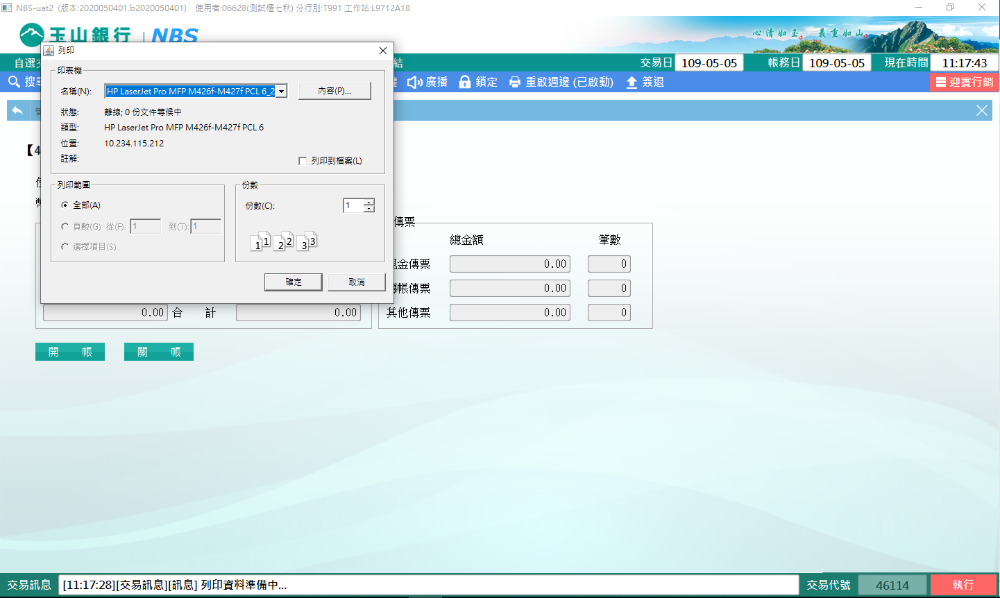 NBS-uat2 (版本:2020050401.b2020050401) 使用者:06628(測試櫃七秋) 分行別:T991 工作站:L9712A18
玉山銀行 | NBS
心清如玉。 義重如山。
列印
自選
結
交易日 109-05-05 帳務日 109-05-05 現在時間 11:17:43
搜
廣播 鎖定 重啟週邊 (已啟動) 簽退
迎賓行銷
印表機
名稱(N): HP LaserJet Pro MFP M426f-M427f PCL 6_2 內容(P)...
狀態: 離線; 0 份文件等候中
類型: HP LaserJet Pro MFP M426f-M427f PCL 6
位置: 10.234.115.212
註解:
列印到檔案(L)
【4
列印範圍
全部(A)
頁數(G) 從(F): 1 到(T): 1
選擇項目(S)
份數
份數(C): 1
1 1 2 2 3 3
確定 取消
傳票
總金額 筆數
金傳票 0.00 0
帳傳票 0.00 0
0.00 合 計 0.00
其他傳票 0.00 0
開 帳 關 帳
交易訊息 [11:17:28][交易訊息][訊息] 列印資料準備中... 交易代號 46114 執行